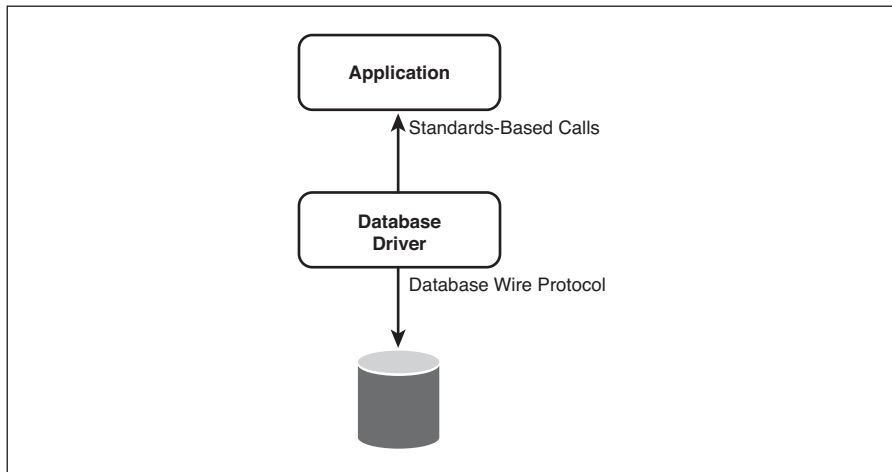 Application
Standards-Based Calls
Database
Driver
Database Wire Protocol